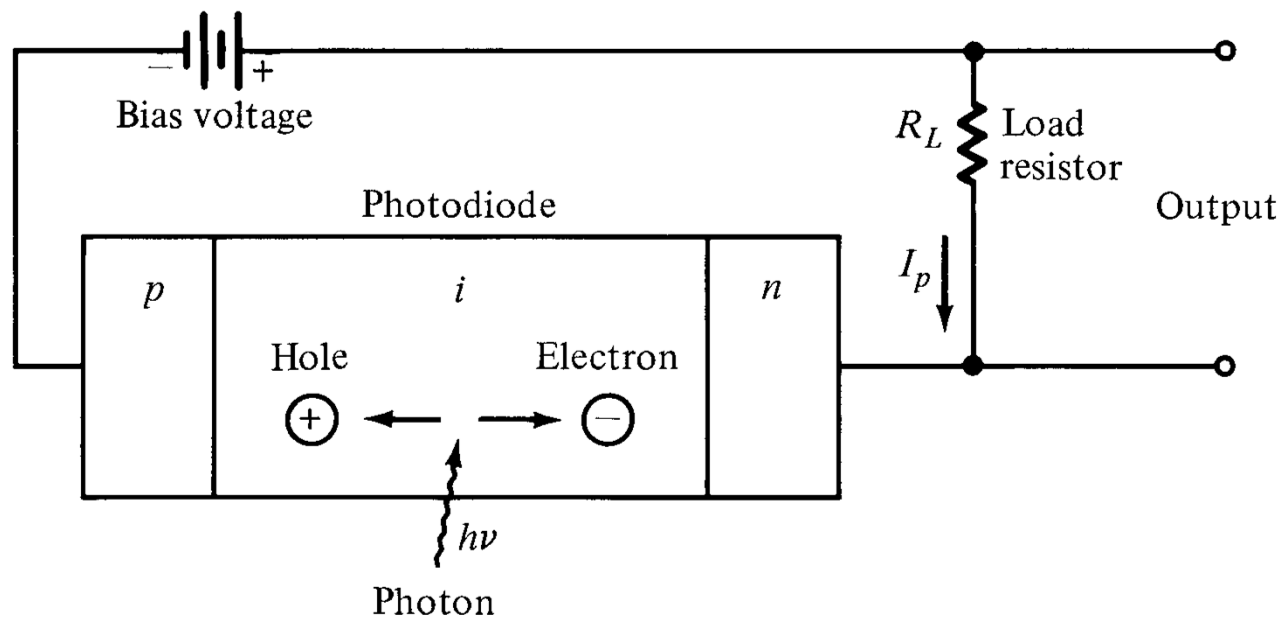 − +
Bias voltage
R_L Load
resistor
Photodiode
Output
p i n
I_p
Hole Electron
+ −
hν
Photon